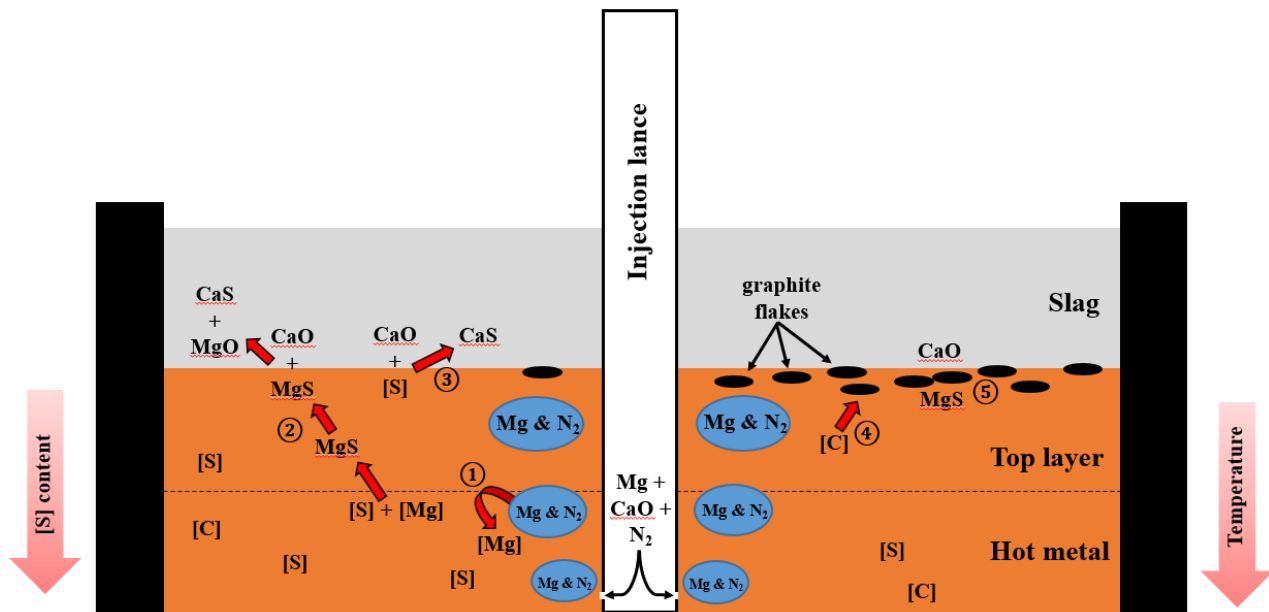 Injection lance
CaS
+
MgO
CaO
+
MgS
CaO
+
[S]
CaS
③
②
MgS
[S]
[S] + [Mg]
①
[Mg]
[C]
[S]
[S]
Mg & N₂
Mg & N₂
Mg & N₂
Mg +
CaO +
N₂
graphite
flakes
Slag
CaO
MgS
⑤
Mg & N₂
[C]
④
Top layer
Mg & N₂
Hot metal
[S]
Mg & N₂
[C]
[S] content
Temperature